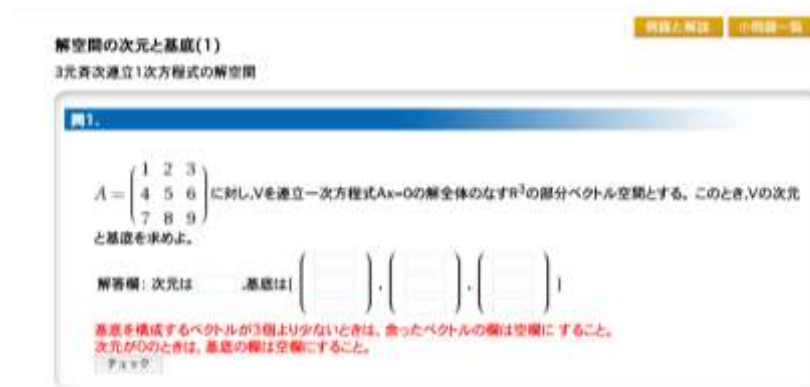 例題と解説 小問題一覧
解空間の次元と基底(1)
3元斉次連立1次方程式の解空間
問1.
A = ( 1 2 3
4 5 6
7 8 9 ) に対し,Vを連立一次方程式Ax=0の解全体のなすR³の部分ベクトル空間とする。このとき,Vの次元
と基底を求めよ。
解答欄: 次元は ,基底は{ ( ) , ( ) , ( ) }
基底を構成するベクトルが3個より少ないときは、余ったベクトルの欄は空欄に すること。
次元が0のときは、基底の欄は空欄にすること。
チェック